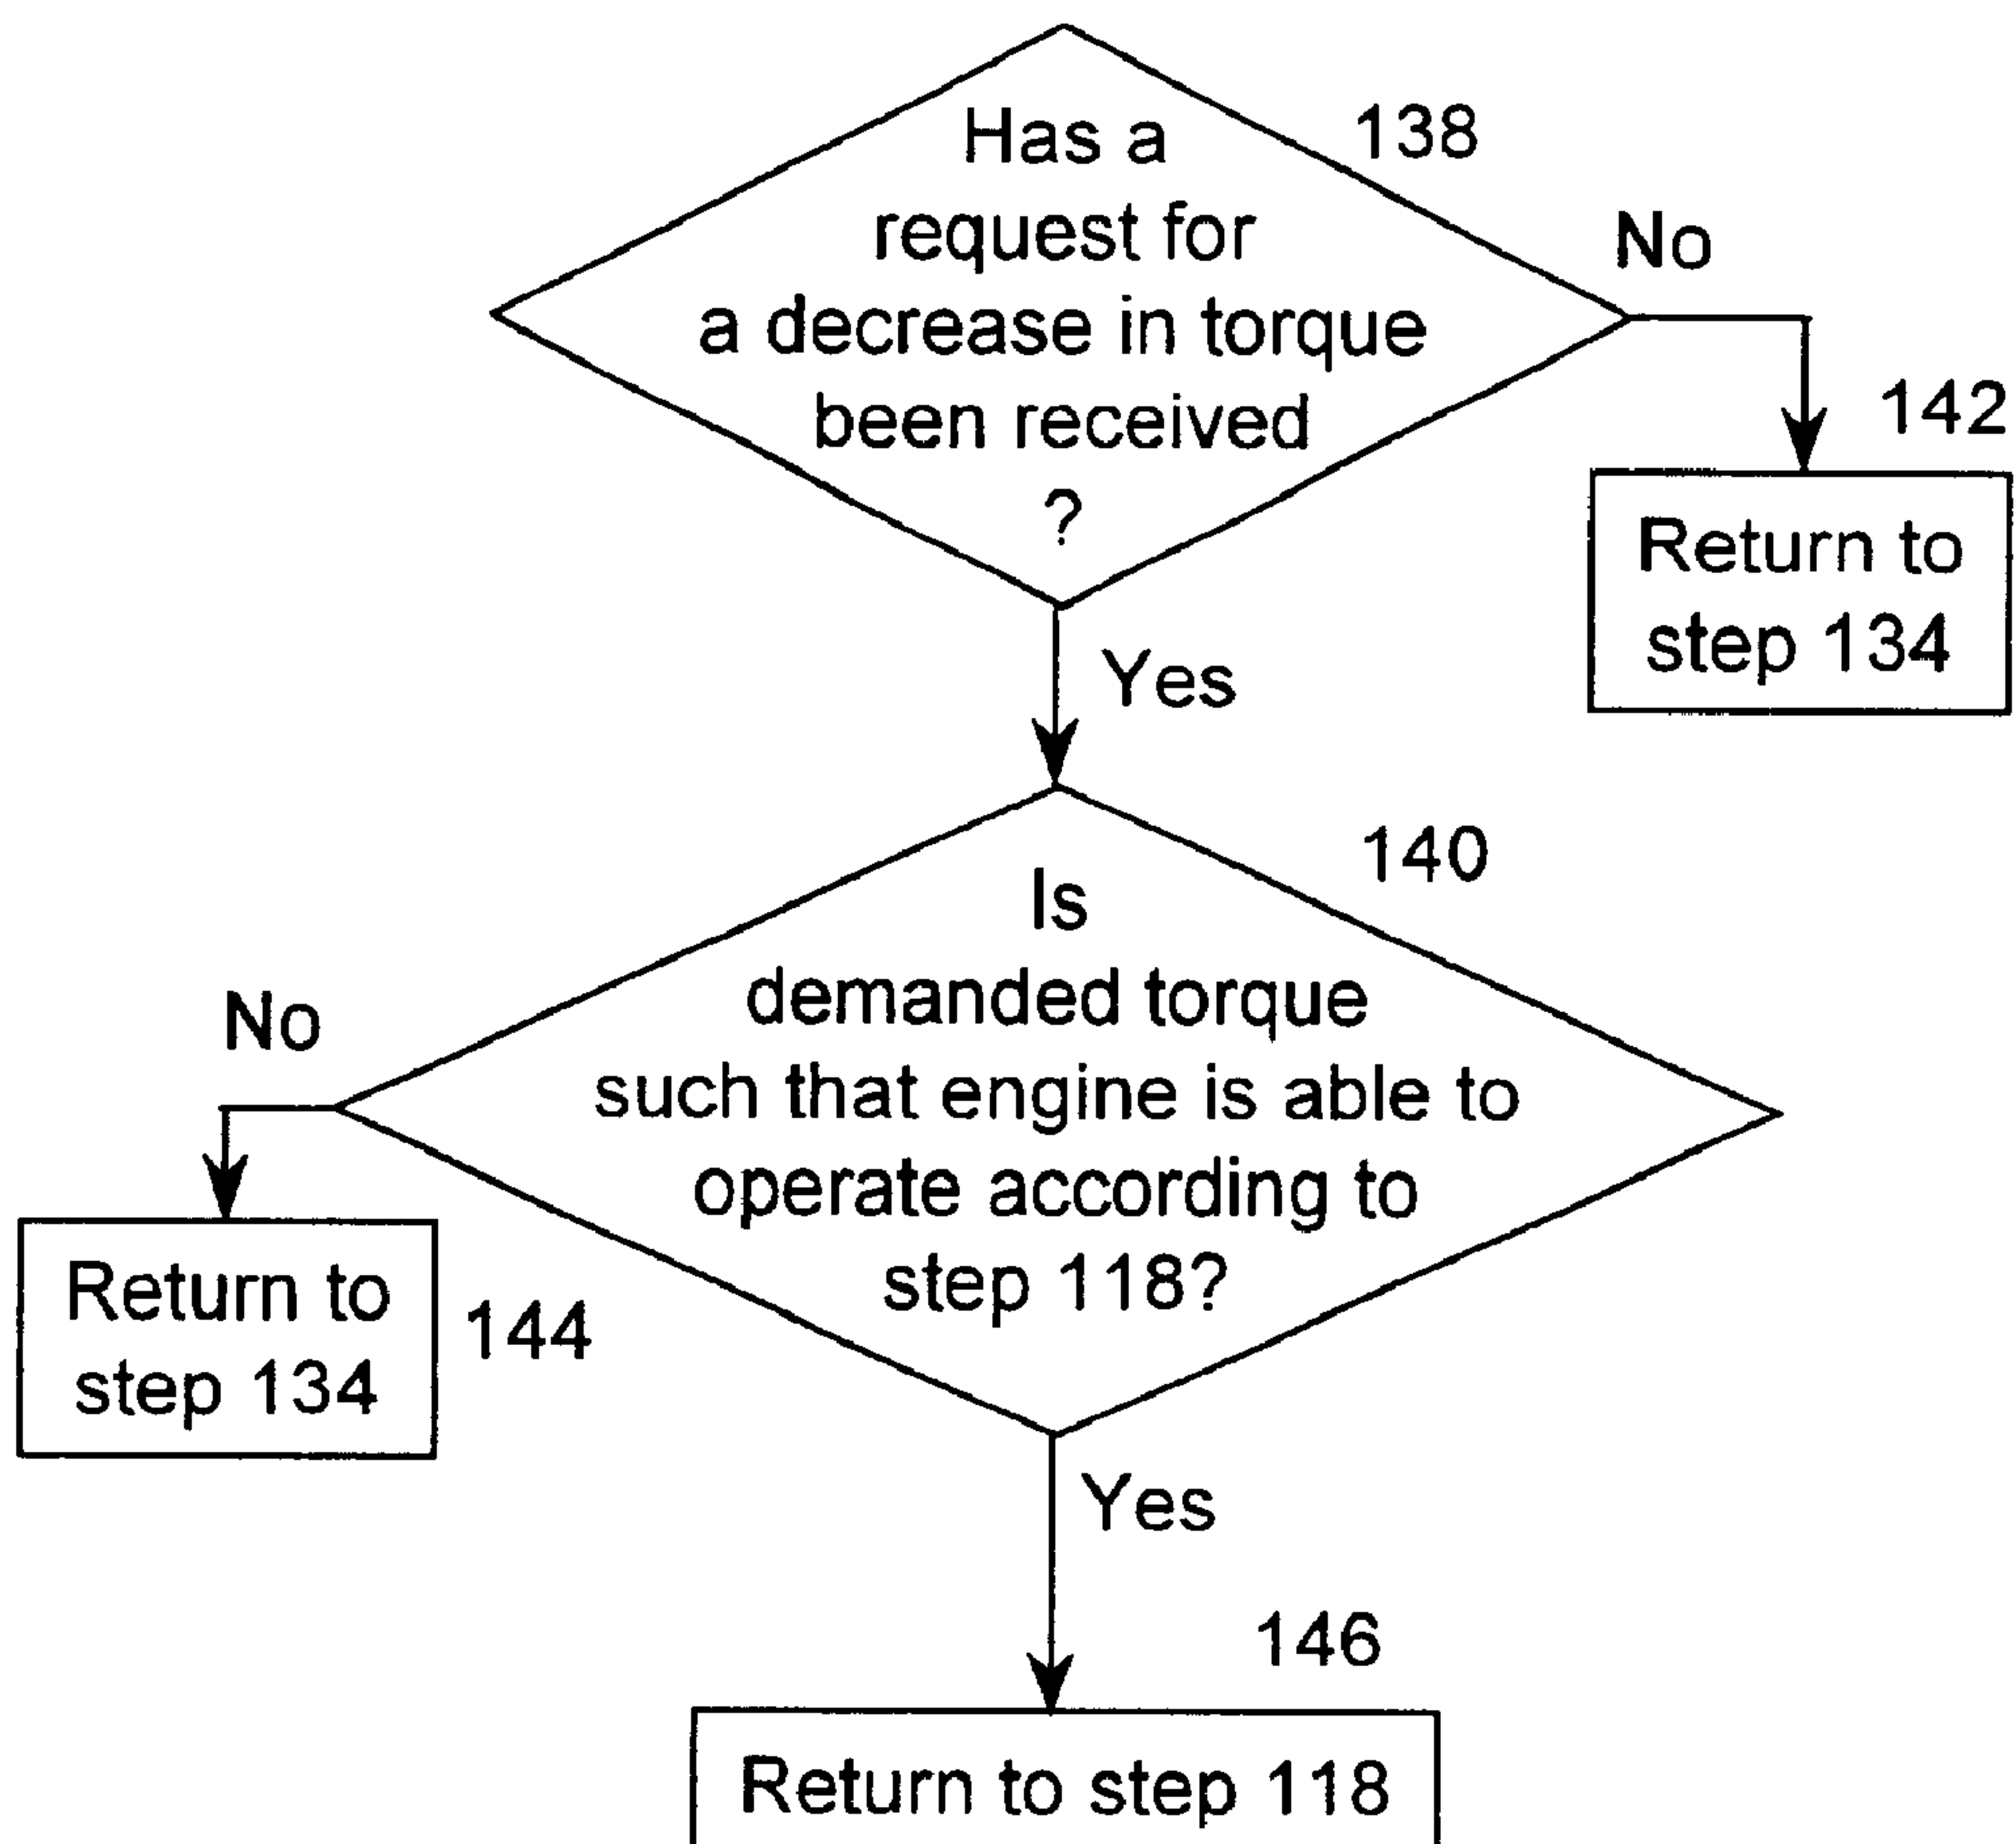 Has a
138
request for
No
a decrease in torque
been received
142
?
Return to
step 134
Yes
140
Is
demanded torque
No
such that engine is able to
operate according to
step 118?
Return to
144
step 134
Yes
146
Return to step 118